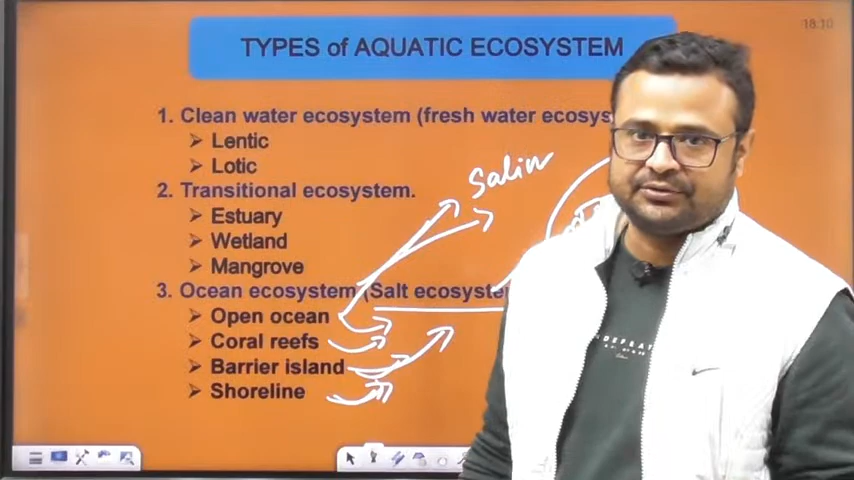 18:10
TYPES of AQUATIC ECOSYSTEM
1. Clean water ecosystem (fresh water ecosys
➢ Lentic
➢ Lotic
Salin
2. Transitional ecosystem.
➢ Estuary
➢ Wetland
➢ Mangrove
3. Ocean ecosystem (Salt ecosyste
➢ Open ocean
➢ Coral reefs
➢ Barrier island
➢ Shoreline